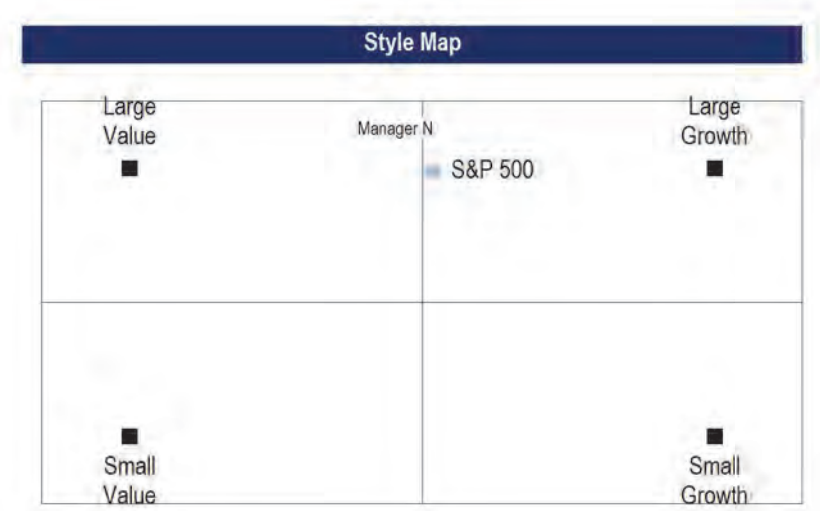 Style Map
Large
Value
Manager N
Large
Growth
S&P 500
Small
Value
Small
Growth